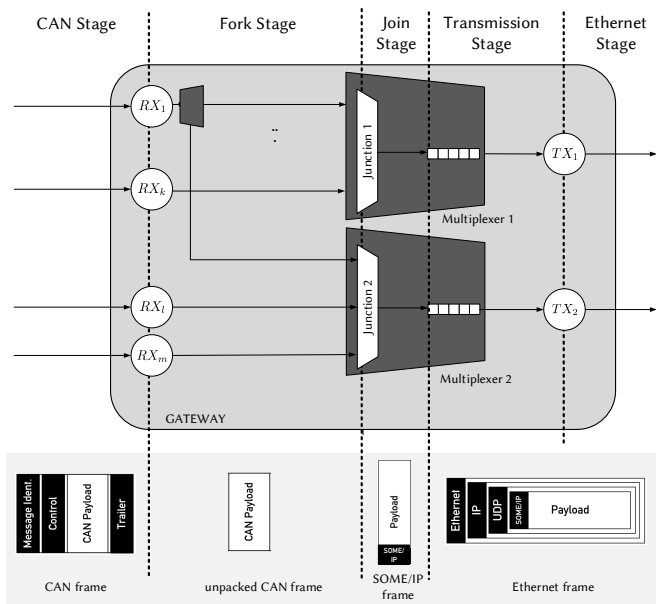 CAN Stage
Fork Stage
Join
Stage
Transmission
Stage
Ethernet
Stage
RX1
RXk
RXl
RXm
Junction 1
Multiplexer 1
Junction 2
Multiplexer 2
TX1
TX2
GATEWAY
Message Ident.
Control
CAN Payload
Trailer
CAN frame
CAN Payload
unpacked CAN frame
Payload
SOME/
IP
SOME/IP
frame
Ethernet
IP
UDP
SOME/IP
Payload
Ethernet frame